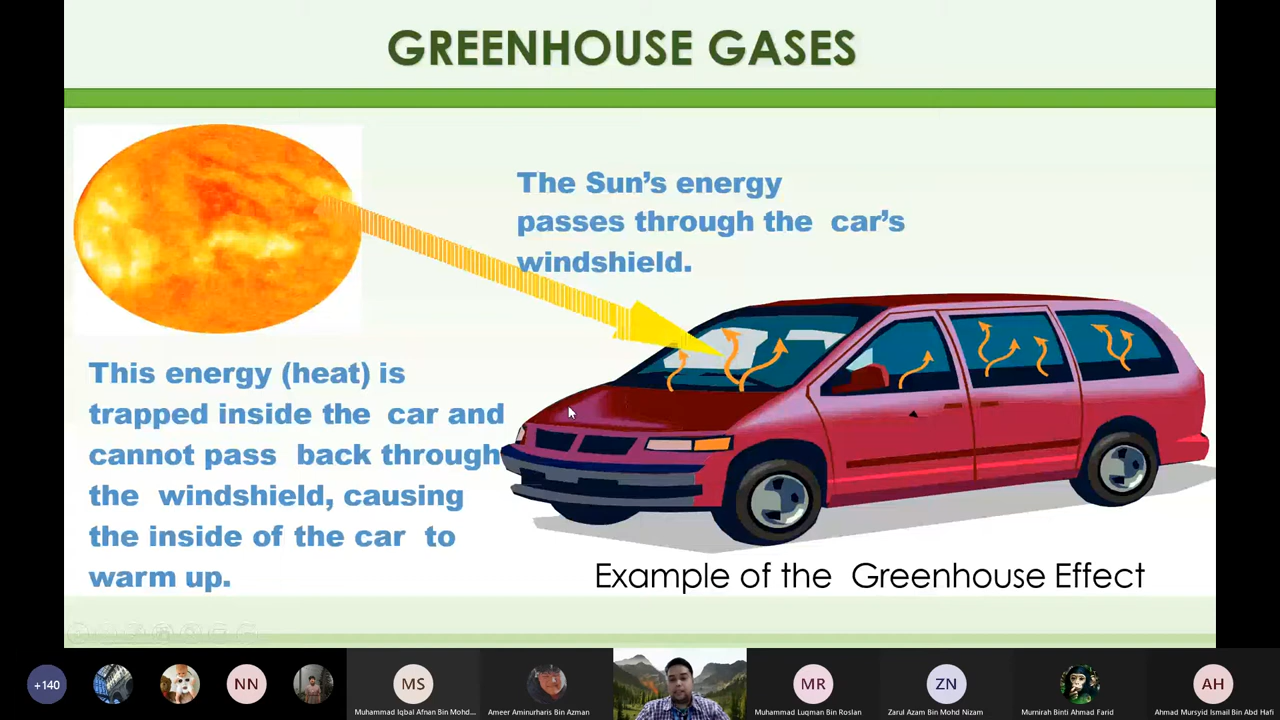 GREENHOUSE GASES
The Sun’s energy
passes through the car’s
windshield.
This energy (heat) is
trapped inside the car and
cannot pass back through
the windshield, causing
the inside of the car to
warm up.
Example of the Greenhouse Effect
+140
NN
MS
MR
ZN
AH
Muhammad Iqbal Afnan Bin Mohd...
Ameer Aminurharis Bin Azman
Muhammad Luqman Bin Roslan
Zarul Azam Bin Mohd Nizam
Murnirah Binti Ahmad Farid
Ahmad Mursyid Ismail Bin Abd Hafi